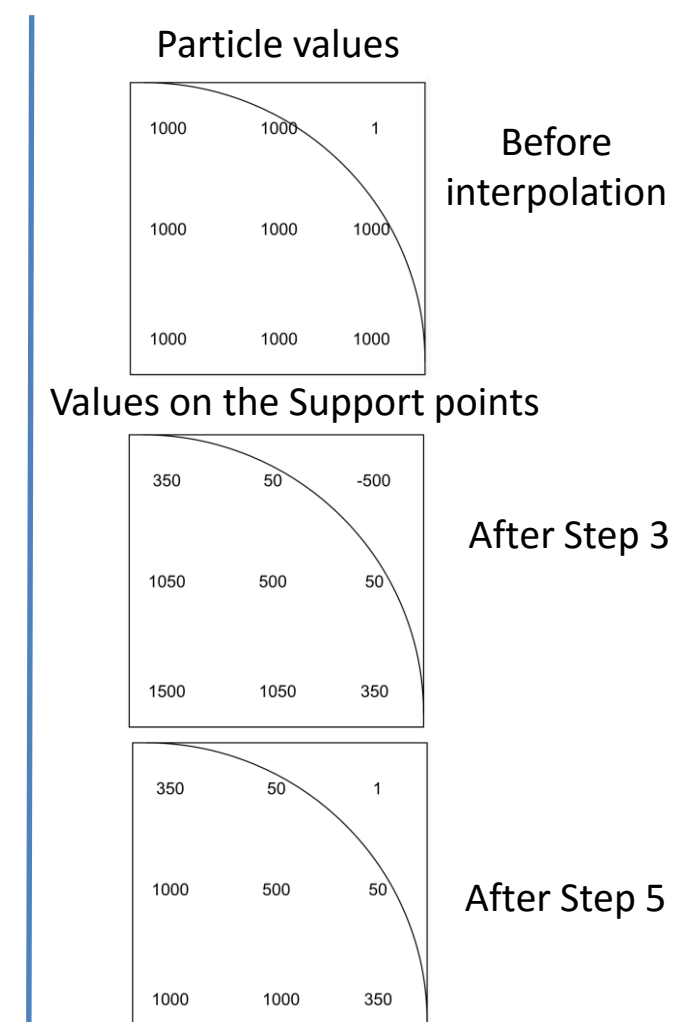 Particle values
1000 1000 1
Before
interpolation
1000 1000 1000
1000 1000 1000
Values on the Support points
350 50 -500
After Step 3
1050 500 50
1500 1050 350
350 50 1
1000 500 50
After Step 5
1000 1000 350